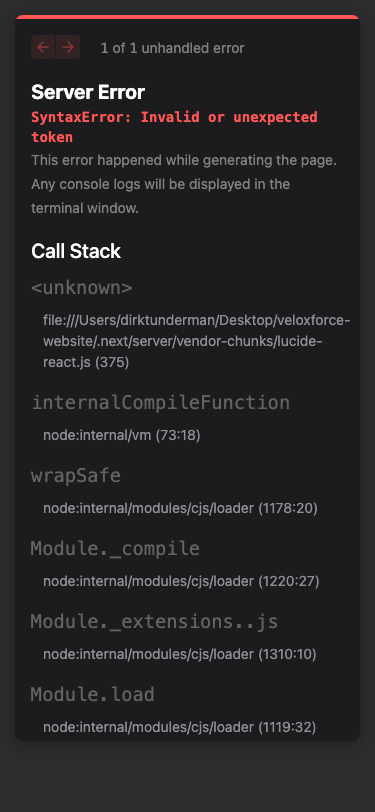 1 of 1 unhandled error
Server Error
SyntaxError: Invalid or unexpected
token
This error happened while generating the page.
Any console logs will be displayed in the
terminal window.
Call Stack
<unknown>
file:///Users/dirktunderman/Desktop/veloxforce-
website/.next/server/vendor-chunks/lucide-
react.js (375)
internalCompileFunction
node:internal/vm (73:18)
wrapSafe
node:internal/modules/cjs/loader (1178:20)
Module._compile
node:internal/modules/cjs/loader (1220:27)
Module._extensions..js
node:internal/modules/cjs/loader (1310:10)
Module.load
node:internal/modules/cjs/loader (1119:32)